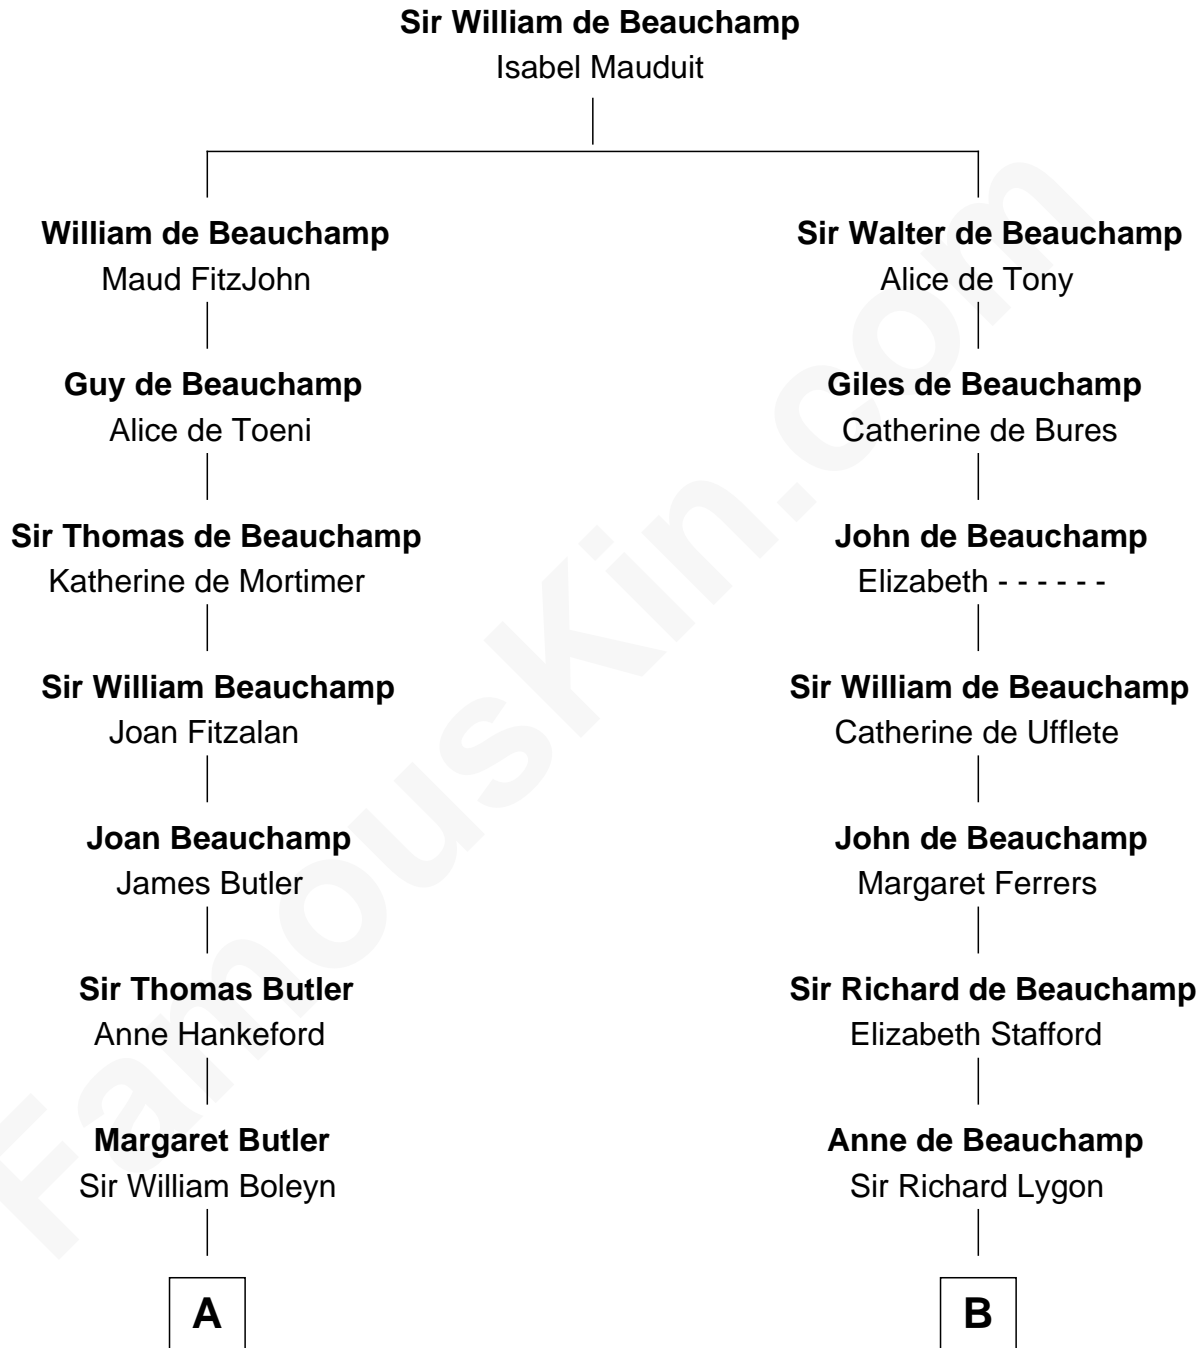 Sir William de Beauchamp
Isabel Mauduit
William de Beauchamp
Maud FitzJohn
Sir Walter de Beauchamp
Alice de Tony
Guy de Beauchamp
Alice de Toeni
Giles de Beauchamp
Catherine de Bures
Sir Thomas de Beauchamp
Katherine de Mortimer
John de Beauchamp
Elizabeth - - - - - -
Sir William Beauchamp
Joan Fitzalan
Sir William de Beauchamp
Catherine de Ufflete
Joan Beauchamp
James Butler
John de Beauchamp
Margaret Ferrers
Sir Thomas Butler
Anne Hankeford
Sir Richard de Beauchamp
Elizabeth Stafford
Margaret Butler
Sir William Boleyn
Anne de Beauchamp
Sir Richard Lygon
A
B
FamousKin.com